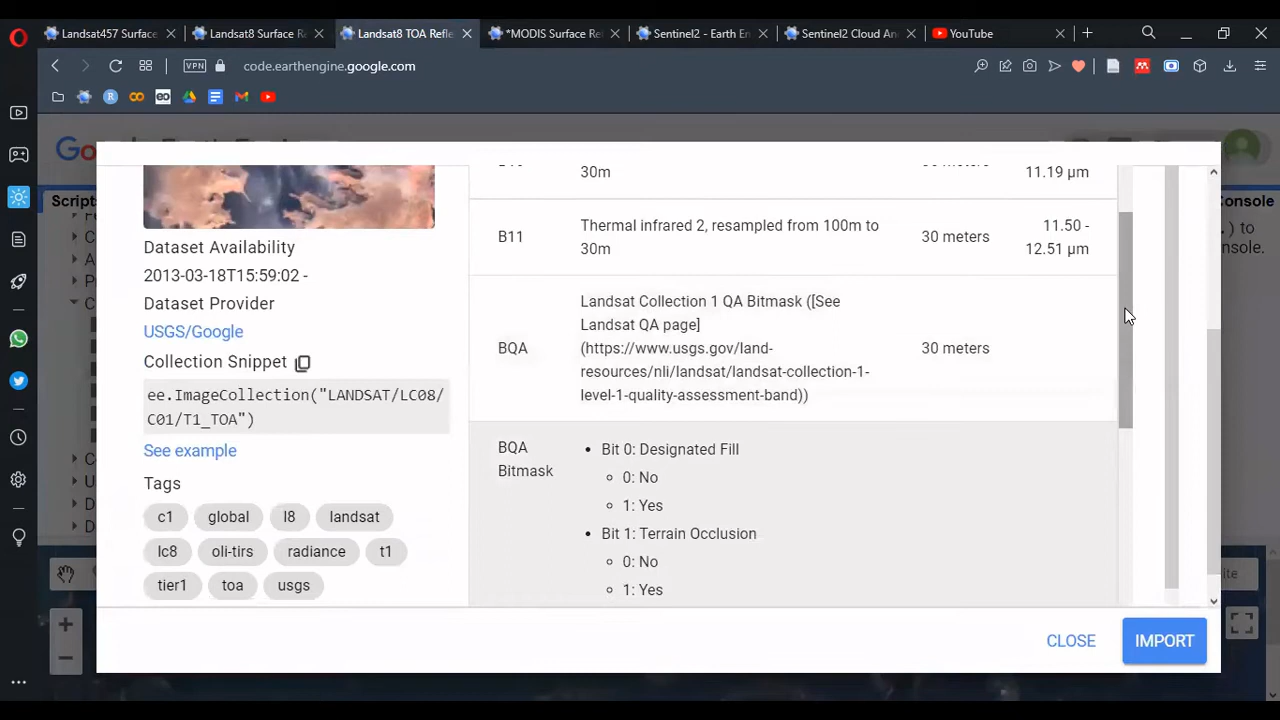 Landsat457 Surface
Landsat8 Surface R
Landsat8 TOA Refle
*MODIS Surface Re
Sentinel2 - Earth En
Sentinel2 Cloud An
YouTube
VPN
code.earthengine.google.com
Scripts
Console
30m
11.19 µm
B11
Thermal infrared 2, resampled from 100m to
30m
30 meters
11.50 -
12.51 µm
BQA
Landsat Collection 1 QA Bitmask ([See
Landsat QA page]
(https://www.usgs.gov/land-
resources/nli/landsat/landsat-collection-1-
level-1-quality-assessment-band))
30 meters
BQA
Bitmask
• Bit 0: Designated Fill
0: No
1: Yes
• Bit 1: Terrain Occlusion
0: No
1: Yes
Dataset Availability
2013-03-18T15:59:02 -
Dataset Provider
USGS/Google
Collection Snippet
ee.ImageCollection("LANDSAT/LC08/
C01/T1_TOA")
See example
Tags
c1
global
l8
landsat
lc8
oli-tirs
radiance
t1
tier1
toa
usgs
CLOSE
IMPORT